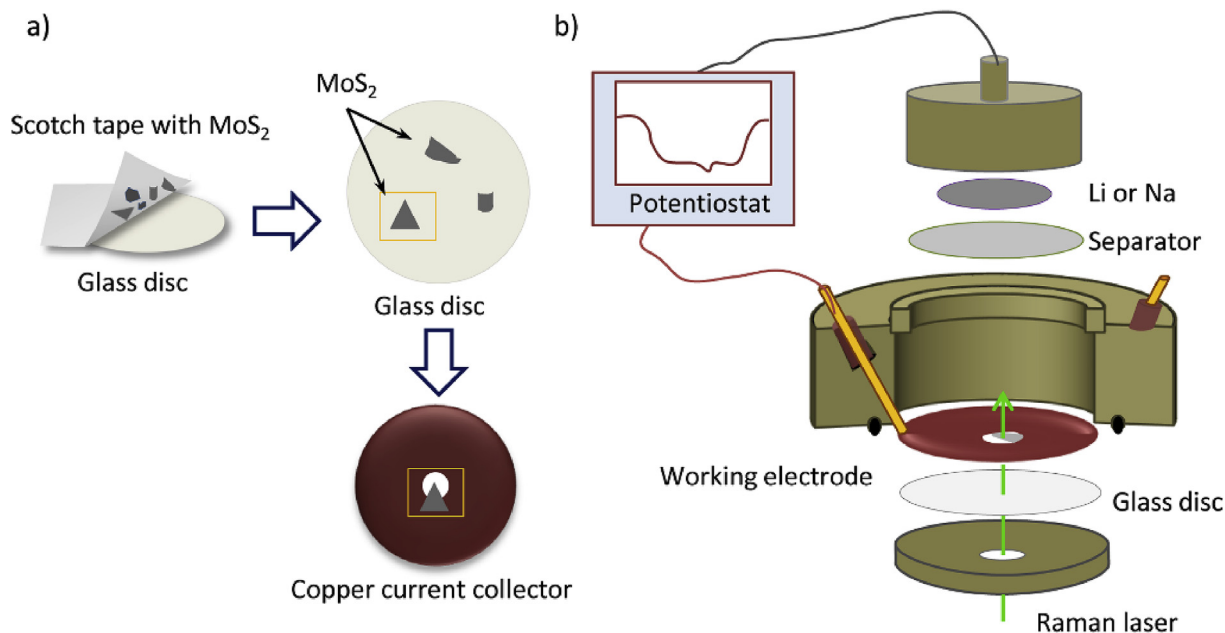 a)
MoS₂
Scotch tape with MoS₂
Glass disc
Glass disc
Copper current collector
b)
Potentiostat
Li or Na
Separator
Working electrode
Glass disc
Raman laser